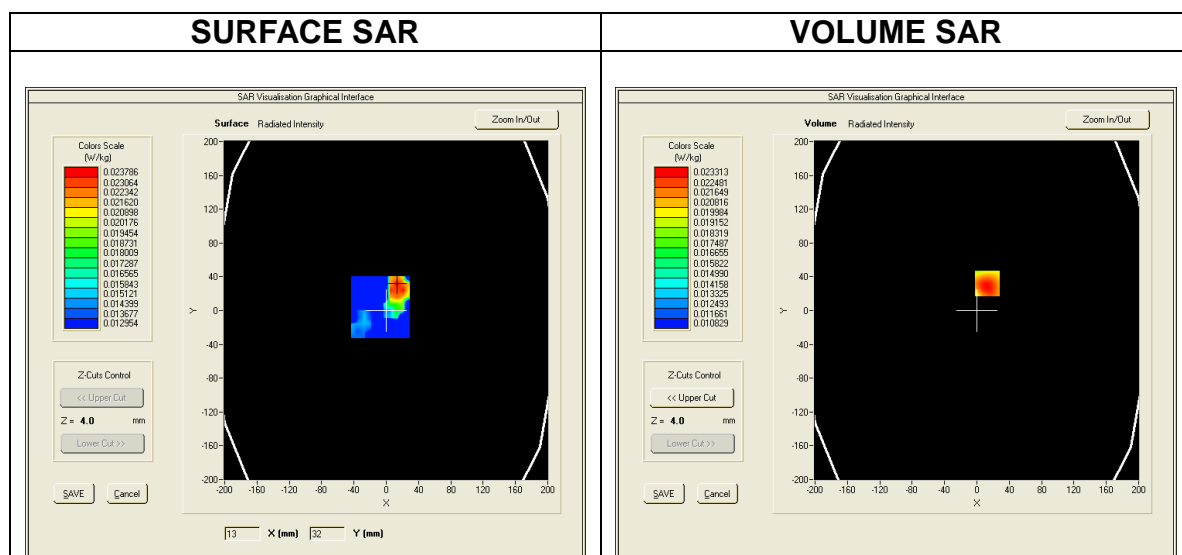 SURFACE SAR
VOLUME SAR
SAR Visualisation Graphical Interface
Surface Radiated Intensity
Zoom In/Out
Colors Scale
(W/kg)
0.023786
0.023064
0.022342
0.021620
0.020898
0.020176
0.019454
0.018731
0.018009
0.017287
0.016565
0.015843
0.015121
0.014399
0.013677
0.012954
200
160
120
80
40
0
-40
-80
-120
-160
-200
Y
-200 -160 -120 -80 -40 0 40 80 120 160 200
X
Z-Cuts Control
<< Upper Cut
Z = 4.0 mm
Lower Cut >>
SAVE Cancel
13 X (mm) 32 Y (mm)
SAR Visualisation Graphical Interface
Volume Radiated Intensity
Zoom In/Out
Colors Scale
(W/kg)
0.023313
0.022481
0.021649
0.020816
0.019984
0.019152
0.018319
0.017487
0.016655
0.015822
0.014990
0.014158
0.013325
0.012493
0.011661
0.010829
200
160
120
80
40
0
-40
-80
-120
-160
-200
Y
-200 -160 -120 -80 -40 0 40 80 120 160 200
X
Z-Cuts Control
<< Upper Cut
Z = 4.0 mm
Lower Cut >>
SAVE Cancel